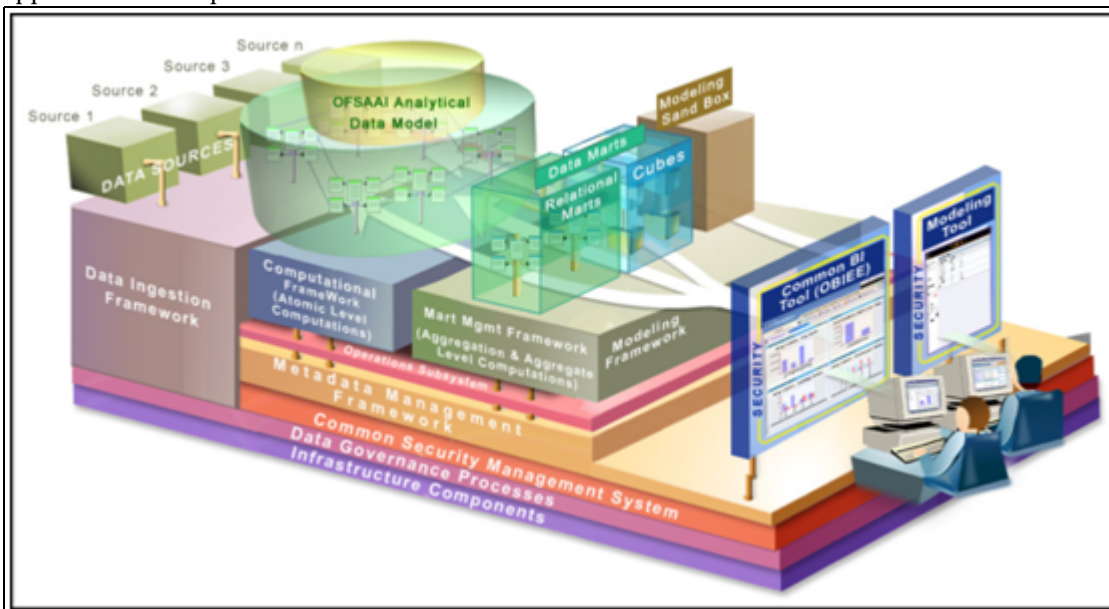 Source 1
Source 2
Source 3
Source n
DATA SOURCES
OFSAAI Analytical
Data Model
Data Marts
Relational
Marts
Cubes
Modeling
Sand Box
Data Ingestion
Framework
Computational
FrameWork
(Atomic Level
Computations)
Mart Mgmt Framework
(Aggregation & Aggregate
Level Computations)
Modeling
Framework
Operations Subsystem
Metadata Management
Framework
Common Security Management System
Data Governance Processes
Infrastructure Components
Common BI
Tool (OBIEE)
SECURITY
Modeling
Tool
SECURITY